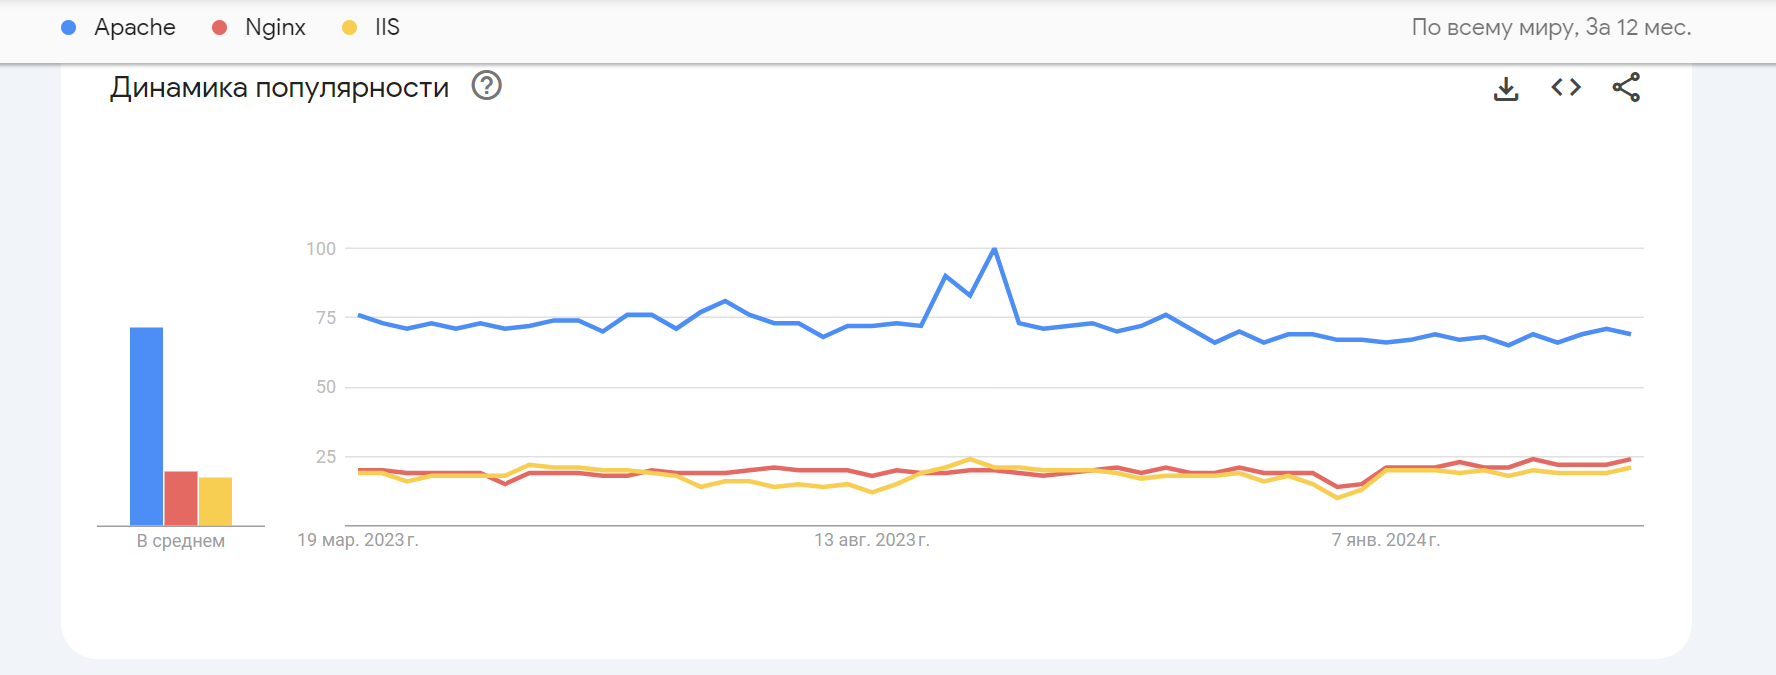 Apache Nginx IIS По всему миру, За 12 мес.
Динамика популярности ?
100
75
50
25
В среднем
19 мар. 2023 г. 13 авг. 2023 г. 7 янв. 2024 г.